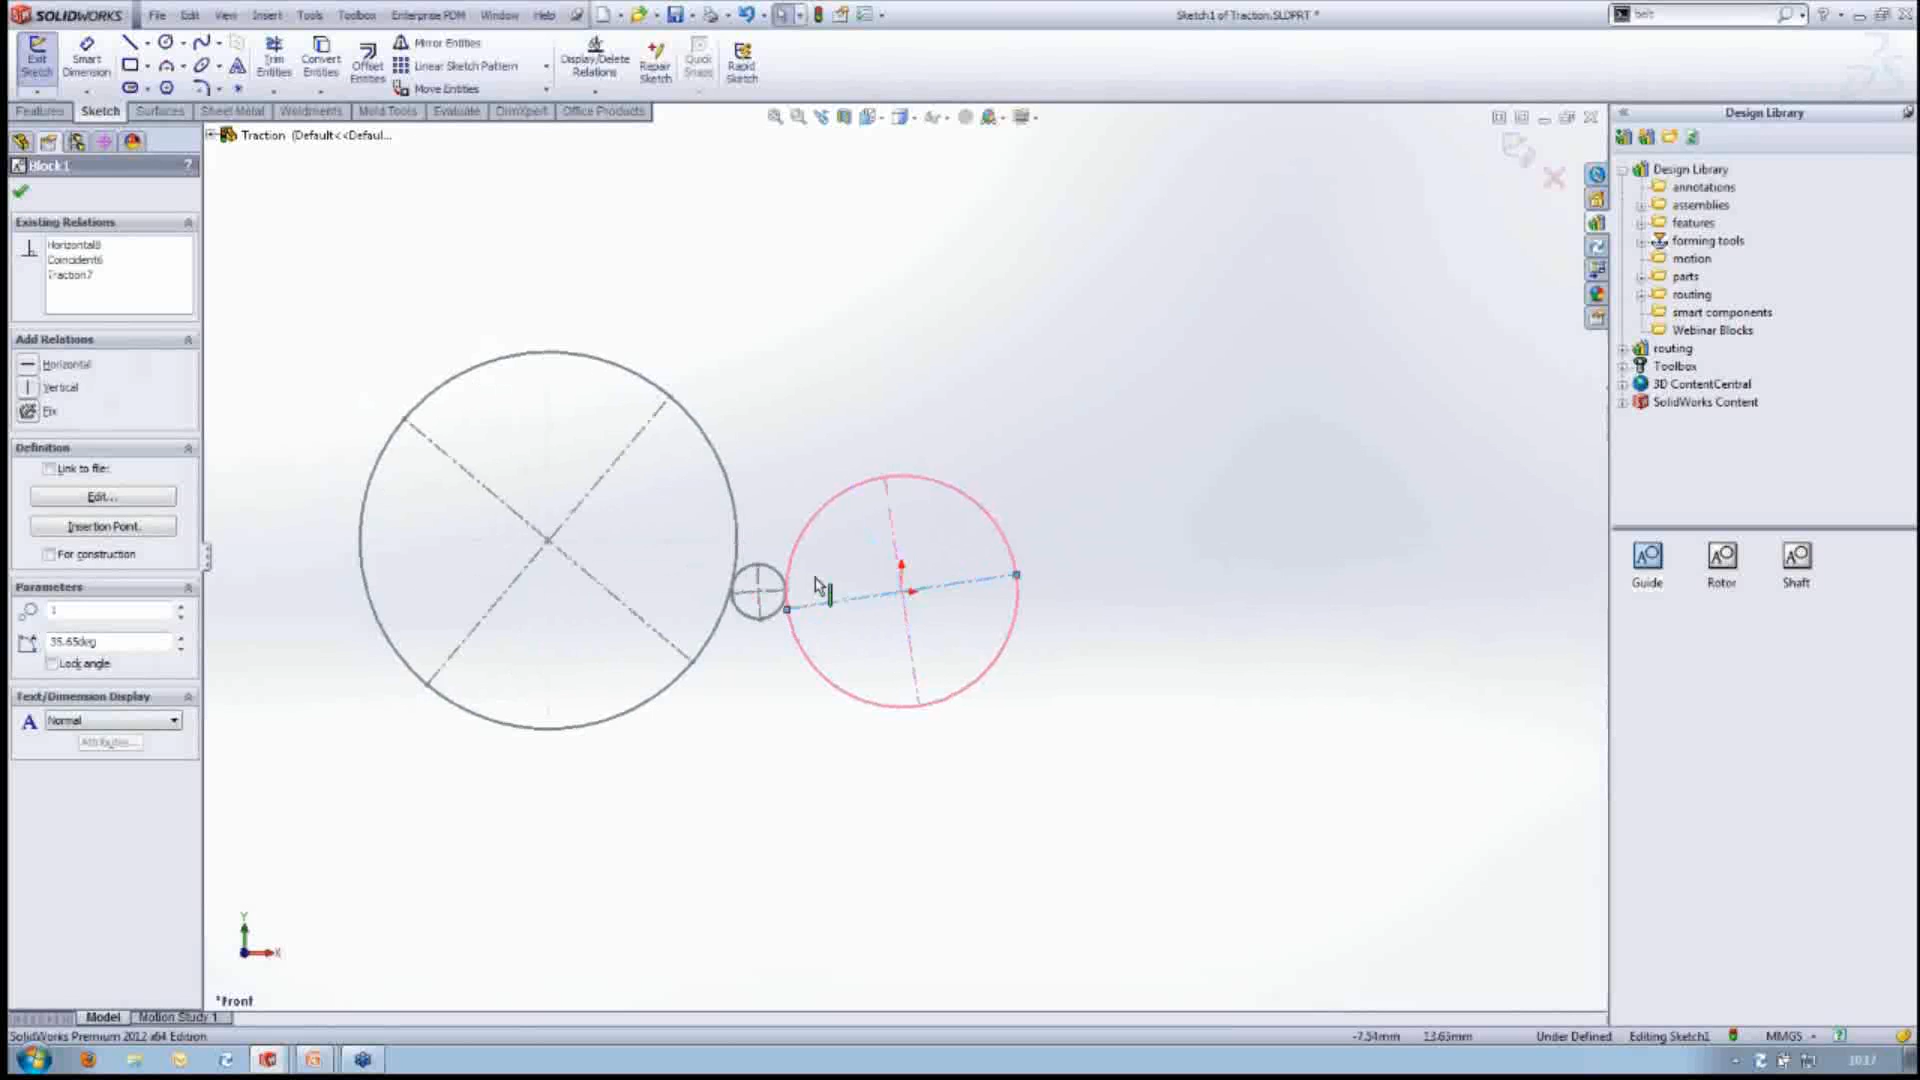 SOLIDWORKS File Edit View Insert Tools Toolbox Enterprise PDM Window Help
Sketch1 of Traction.SLDPRT *
belt
Exit Sketch
Smart Dimension
Trim Entities
Convert Entities
Offset Entities
Mirror Entities
Linear Sketch Pattern
Move Entities
Display/Delete Relations
Repair Sketch
Quick Snaps
Rapid Sketch
Features Sketch Surfaces Sheet Metal Weldments Mold Tools Evaluate DimXpert Office Products
Traction (Default<<Defaul...
Block1 ?
Existing Relations
Horizontal8
Coincident6
Traction7
Add Relations
Horizontal
Vertical
Fix
Definition
Link to file:
Edit...
Insertion Point.
For construction
Parameters
1
35.65deg
Lock angle
Text/Dimension Display
Normal
Attributes...
Design Library
Design Library
annotations
assemblies
features
forming tools
motion
parts
routing
smart components
Webinar Blocks
routing
Toolbox
3D ContentCentral
SolidWorks Content
Guide Rotor Shaft
Y
X
*Front
Model Motion Study 1
SolidWorks Premium 2012 x64 Edition
-7.54mm 13.63mm Under Defined Editing Sketch1 MMGS
10:17